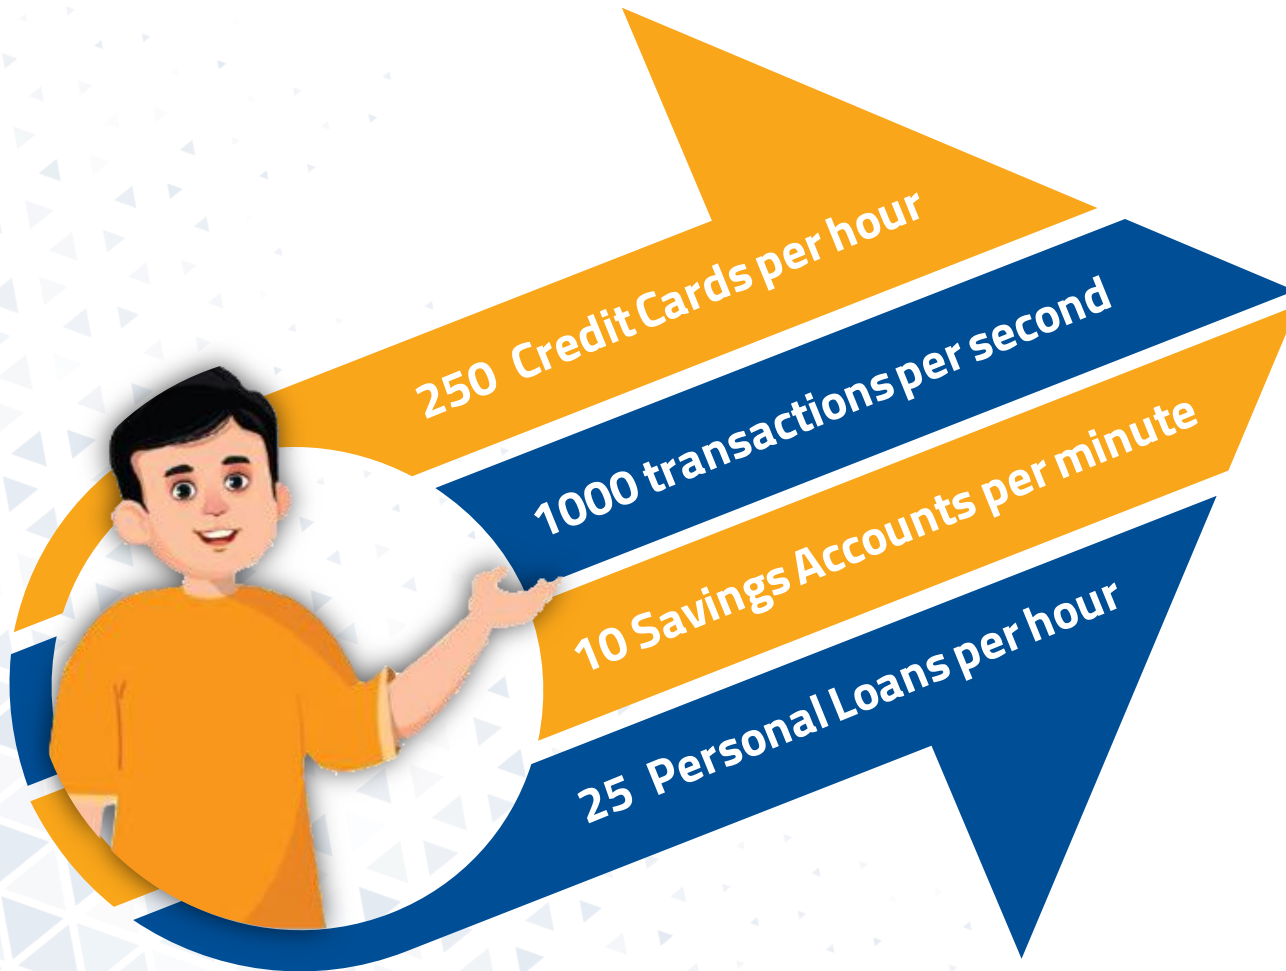 250 Credit Cards per hour
1000 transactions per second
10 Savings Accounts per minute
25 Personal Loans per hour